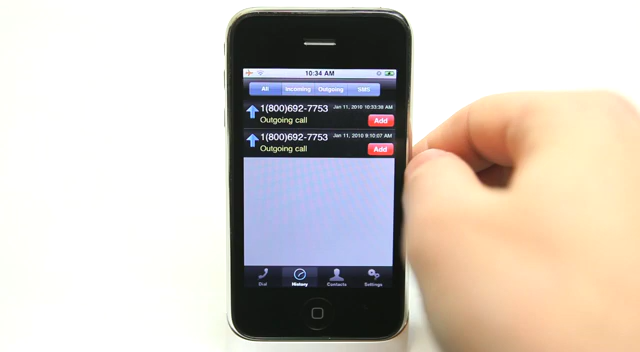 10:34 AM
All Incoming Outgoing SMS
1(800)692-7753 Jan 11, 2010 10:33:38 AM
Outgoing call Add
1(800)692-7753 Jan 11, 2010 9:10:07 AM
Outgoing call Add
Dial History Contacts Settings